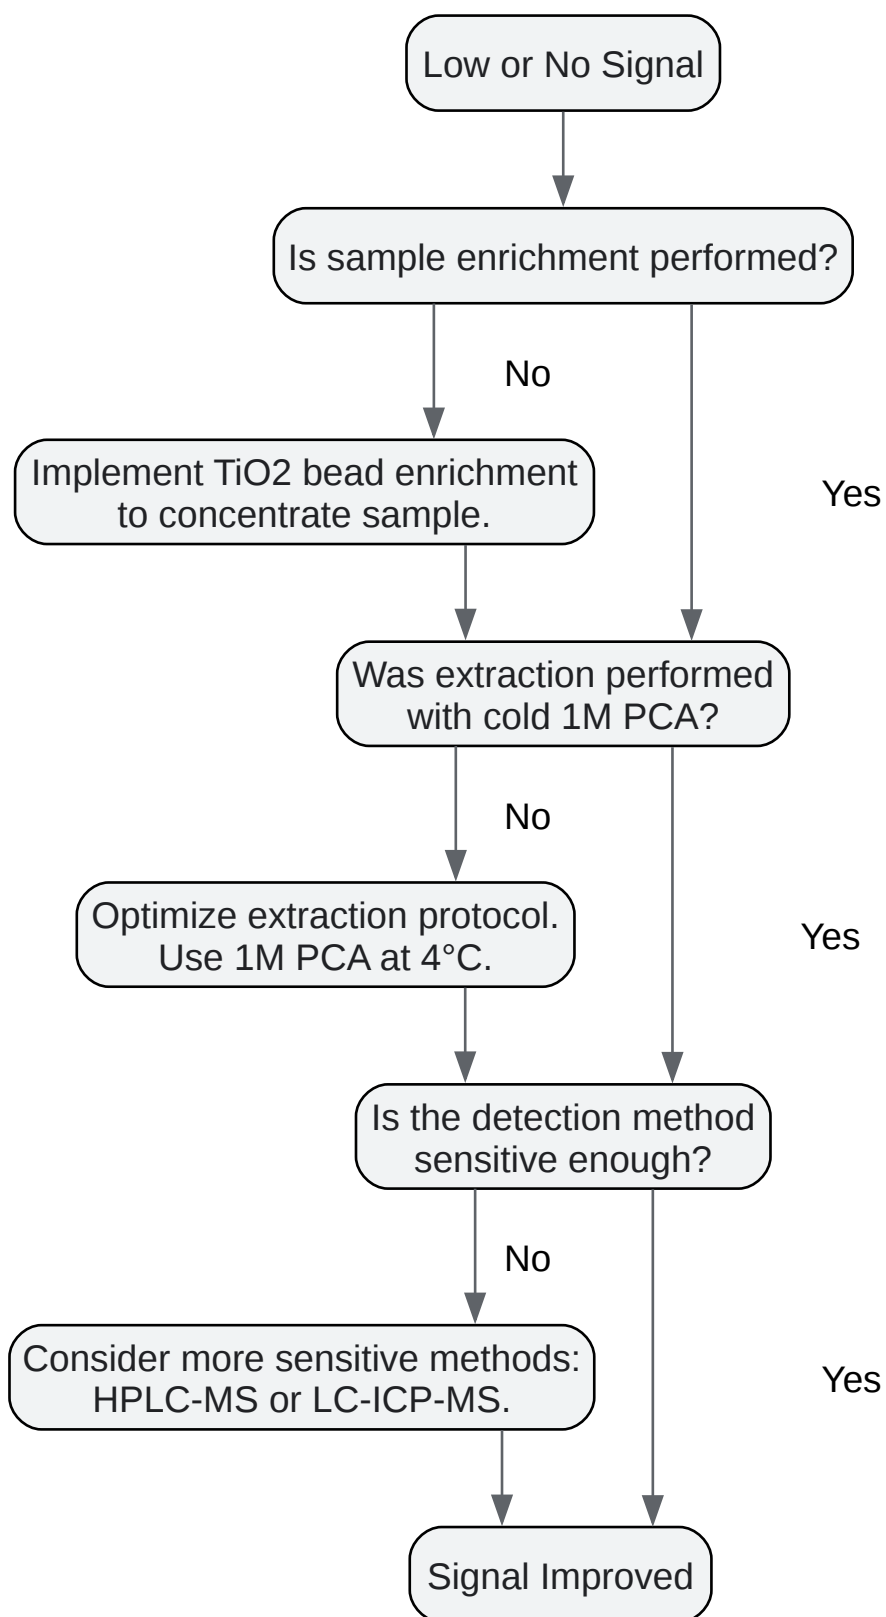 Low or No Signal
Is sample enrichment performed?
No
Implement TiO2 bead enrichment
to concentrate sample.
Yes
Was extraction performed
with cold 1M PCA?
No
Optimize extraction protocol.
Use 1M PCA at 4°C.
Yes
Is the detection method
sensitive enough?
No
Consider more sensitive methods:
HPLC-MS or LC-ICP-MS.
Yes
Signal Improved